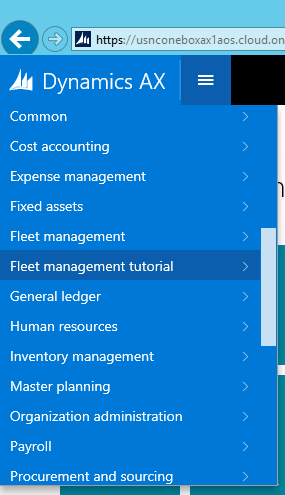 https://usnconeboxax1aos.cloud.on
Dynamics AX
Common
Cost accounting
Expense management
Fixed assets
Fleet management
Fleet management tutorial
General ledger
Human resources
Inventory management
Master planning
Organization administration
Payroll
Procurement and sourcing